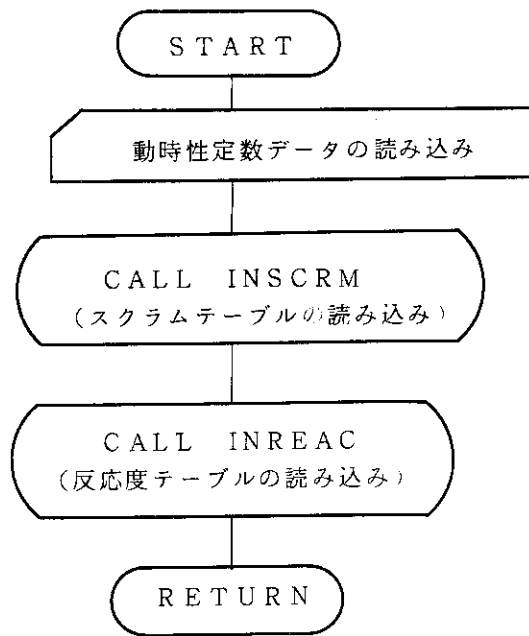 START
動時性定数データの読み込み
CALL INSCRM
(スクラムテーブルの読み込み)
CALL INREAC
(反応度テーブルの読み込み)
RETURN